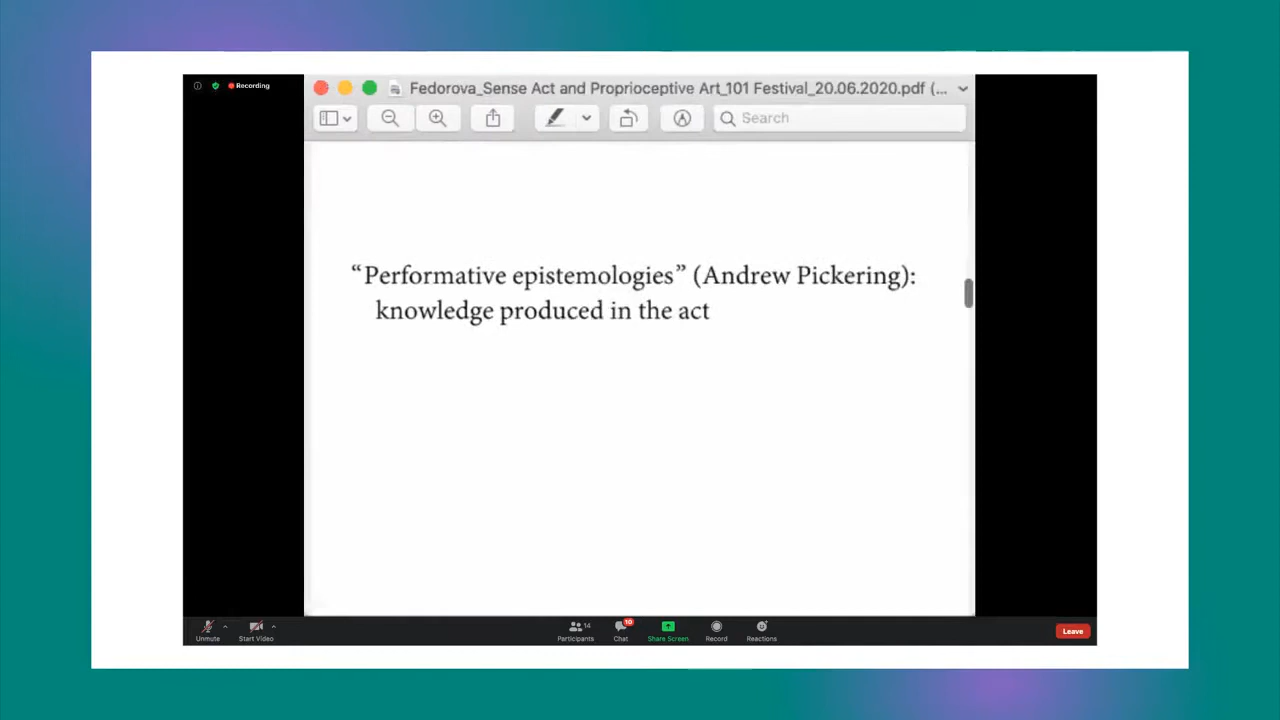 Recording
Fedorova_Sense Act and Proprioceptive Art_101 Festival_20.06.2020.pdf (...
Search
“Performative epistemologies” (Andrew Pickering):
knowledge produced in the act
Unmute
Start Video
14
Participants
10
Chat
Share Screen
Record
Reactions
Leave